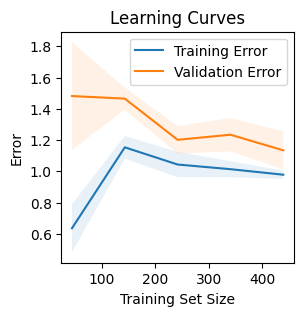 Learning Curves
Training Error
Validation Error
1.8
1.6
1.4
1.2
1.0
0.8
0.6
Error
100 200 300 400
Training Set Size